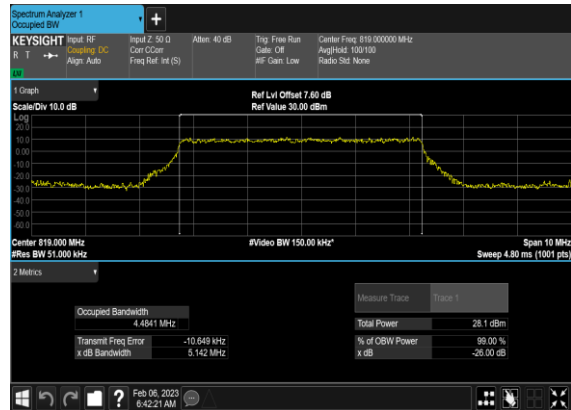 Spectrum Analyzer 1
Occupied BW
+
KEYSIGHT Input: RF Input Z: 50 Ω Atten: 40 dB Trig: Free Run Center Freq: 819.000000 MHz
R T Coupling: DC Corr CCorr Gate: Off Avg|Hold: 100/100
Align: Auto Freq Ref: Int (S) #IF Gain: Low Radio Std: None
1 Graph
Ref Lvl Offset 7.60 dB
Scale/Div 10.0 dB Ref Value 30.00 dBm
Log
20.0
10.0
0.00
-10.0
-20.0
-30.0
-40.0
-50.0
-60.0
Center 819.000 MHz #Video BW 150.00 kHz* Span 10 MHz
#Res BW 51.000 kHz Sweep 4.80 ms (1001 pts)
2 Metrics
Measure Trace Trace 1
Occupied Bandwidth
4.4841 MHz Total Power 28.1 dBm
Transmit Freq Error -10.649 kHz % of OBW Power 99.00 %
x dB Bandwidth 5.142 MHz x dB -26.00 dB
? Feb 06, 2023
6:42:21 AM